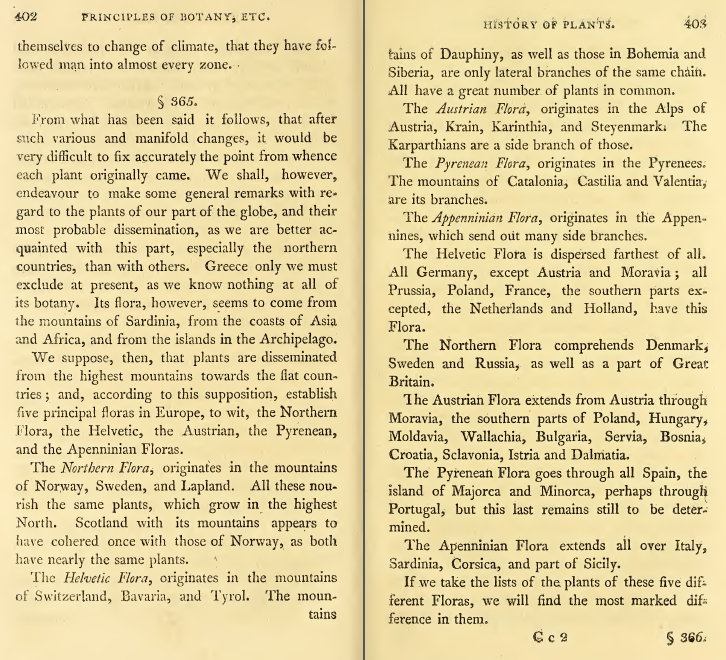 402 PRINCIPLES OF BOTANY, ETC.
themselves to change of climate, that they have fol-
lowed man into almost every zone.
§ 365.
From what has been said it follows, that after
such various and manifold changes, it would be
very difficult to fix accurately the point from whence
each plant originally came. We shall, however,
endeavour to make some general remarks with re-
gard to the plants of our part of the globe, and their
most probable dissemination, as we are better ac-
quainted with this part, especially the northern
countries, than with others. Greece only we must
exclude at present, as we know nothing at all of
its botany. Its flora, however, seems to come from
the mountains of Sardinia, from the coasts of Asia
and Africa, and from the islands in the Archipelago.
We suppose, then, that plants are disseminated
from the highest mountains towards the flat coun-
tries; and, according to this supposition, establish
five principal floras in Europe, to wit, the Northern
Flora, the Helvetic, the Austrian, the Pyrenean,
and the Apenninian Floras.
The Northern Flora, originates in the mountains
of Norway, Sweden, and Lapland. All these nou-
rish the same plants, which grow in the highest
North. Scotland with its mountains appears to
have cohered once with those of Norway, as both
have nearly the same plants.
The Helvetic Flora, originates in the mountains
of Switzerland, Bavaria, and Tyrol. The moun-
tains
HISTORY OF PLANTS. 403
tains of Dauphiny, as well as those in Bohemia and
Siberia, are only lateral branches of the same chain.
All have a great number of plants in common.
The Austrian Flora, originates in the Alps of
Austria, Krain, Karinthia, and Steyenmark. The
Karparthians are a side branch of those.
The Pyrenean Flora, originates in the Pyrenees.
The mountains of Catalonia, Castilia and Valentia,
are its branches.
The Appenninian Flora, originates in the Appen-
nines, which send out many side branches.
The Helvetic Flora is dispersed farthest of all.
All Germany, except Austria and Moravia; all
Prussia, Poland, France, the southern parts ex-
cepted, the Netherlands and Holland, have this
Flora.
The Northern Flora comprehends Denmark,
Sweden and Russia, as well as a part of Great
Britain.
The Austrian Flora extends from Austria through
Moravia, the southern parts of Poland, Hungary,
Moldavia, Wallachia, Bulgaria, Servia, Bosnia,
Croatia, Sclavonia, Istria and Dalmatia.
The Pyrenean Flora goes through all Spain, the
island of Majorca and Minorca, perhaps through
Portugal, but this last remains still to be deter-
mined.
The Apenninian Flora extends all over Italy,
Sardinia, Corsica, and part of Sicily.
If we take the lists of the plants of these five dif-
ferent Floras, we will find the most marked dif-
ference in them.
C c 2 § 366.